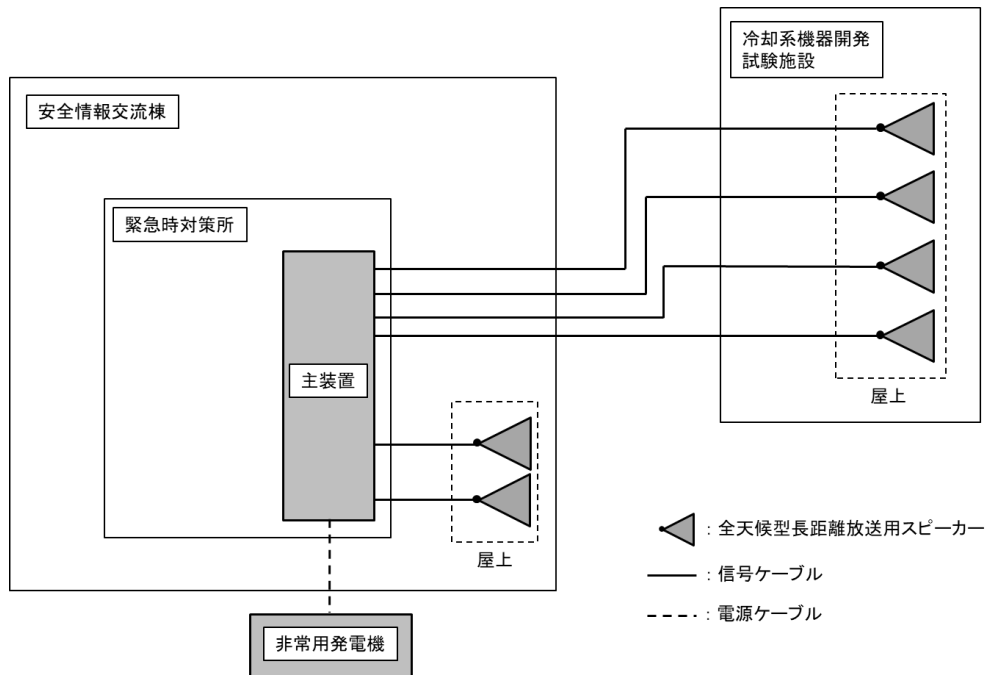 冷却系機器開発
試験施設
安全情報交流棟
緊急時対策所
主装置
屋上
屋上
非常用発電機
：全天候型長距離放送用スピーカー
：信号ケーブル
：電源ケーブル